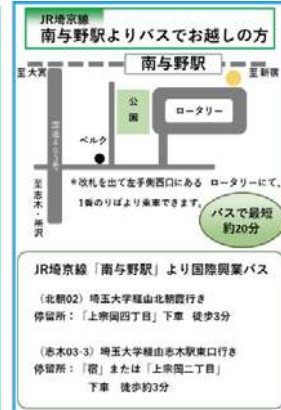 JR埼京線
南与野駅よりバスでお越しの方
南与野駅
至大宮
至新宿
公園
ロータリー
ベルク
至志木・所沢
＊改札を出て左手側西口にある ロータリーにて、
1番のりばより乗車できます。
バスで最短
約20分
JR埼京線「南与野駅」より国際興業バス
（北朝02）埼玉大学経由北朝霞行き
停留所：「上宗岡四丁目」下車 徒歩3分
（志木03-3）埼玉大学経由志木駅東口行き
停留所：「宿」または「上宗岡二丁目」
下車 徒歩約3分